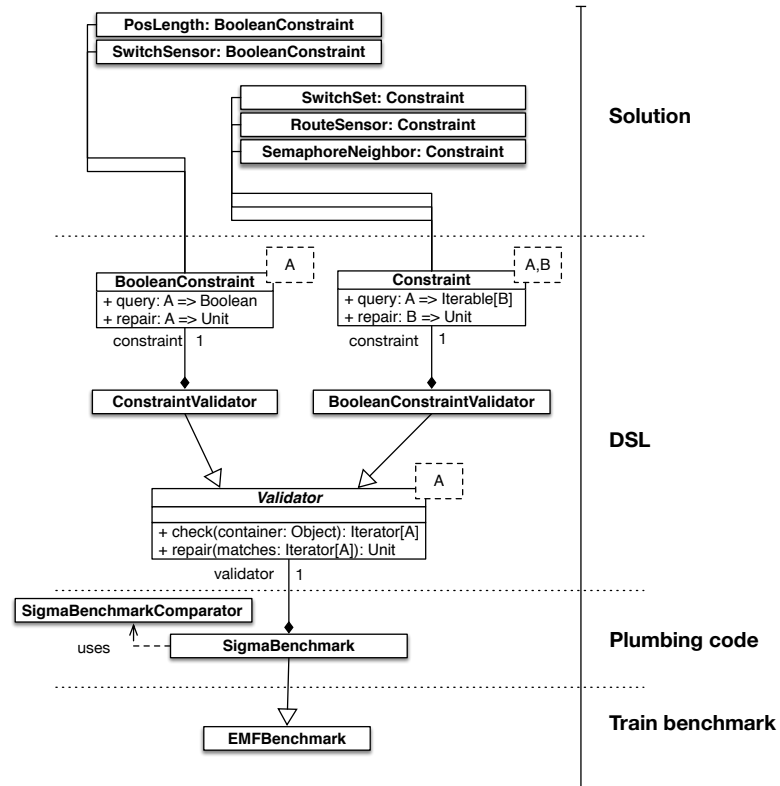 PosLength: BooleanConstraint
SwitchSensor: BooleanConstraint
SwitchSet: Constraint
RouteSensor: Constraint
SemaphoreNeighbor: Constraint
Solution
A
BooleanConstraint
+ query: A => Boolean
+ repair: A => Unit
constraint 1
A,B
Constraint
+ query: A => Iterable[B]
+ repair: B => Unit
constraint 1
ConstraintValidator
BooleanConstraintValidator
DSL
A
Validator
+ check(container: Object): Iterator[A]
+ repair(matches: Iterator[A]): Unit
validator 1
SigmaBenchmarkComparator
uses
SigmaBenchmark
Plumbing code
EMFBenchmark
Train benchmark